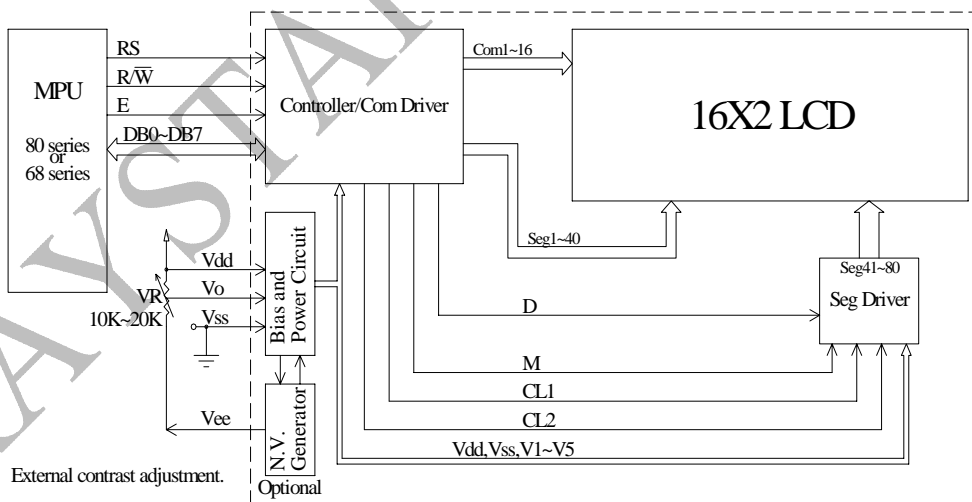 RS
R/W̅
E
DB0~DB7
MPU
80 series
or
68 series
Controller/Com Driver
Com1~16
16X2 LCD
Seg1~40
Seg41~80
Seg Driver
Vdd
Vo
VR
10K~20K
Vss
Bias and
Power Circuit
D
M
CL1
CL2
Vee
N.V.
Generator
Vdd,Vss,V1~V5
External contrast adjustment.
Optional
AYSTA